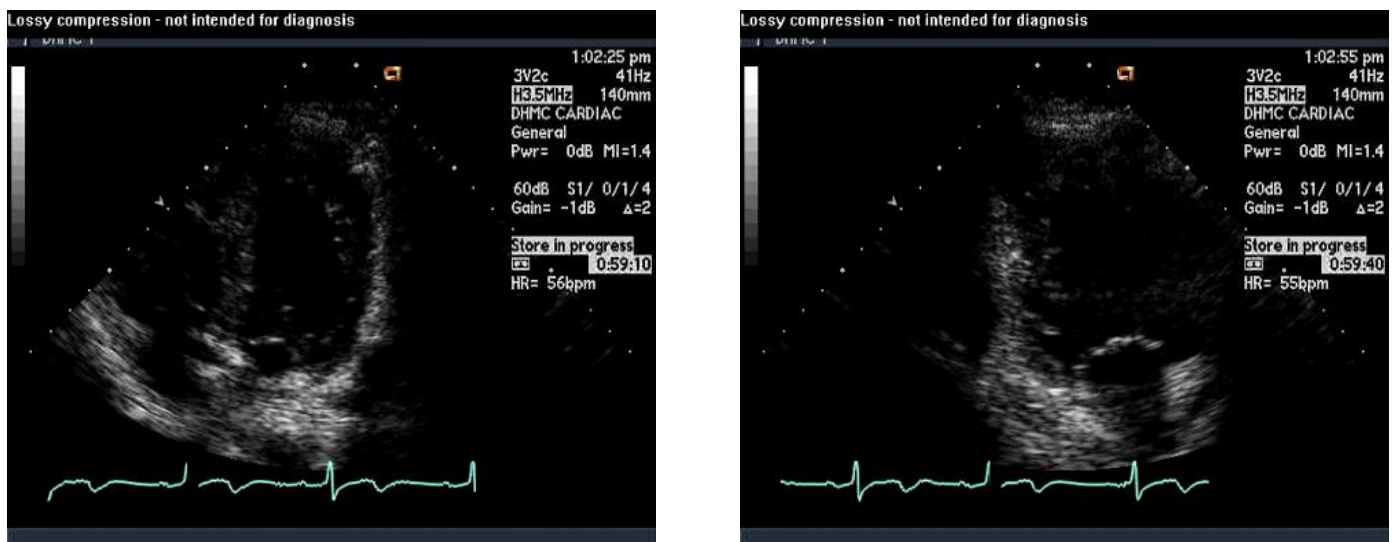 Lossy compression - not intended for diagnosis
1:02:25 pm
3V2c 41Hz
H3.5MHz 140mm
DHMC CARDIAC
General
Pwr= 0dB MI=1.4
60dB S1/ 0/1/4
Gain= -1dB Δ=2
Store in progress
0:59:10
HR= 56bpm
Lossy compression - not intended for diagnosis
1:02:55 pm
3V2c 41Hz
H3.5MHz 140mm
DHMC CARDIAC
General
Pwr= 0dB MI=1.4
60dB S1/ 0/1/4
Gain= -1dB Δ=2
Store in progress
0:59:40
HR= 55bpm